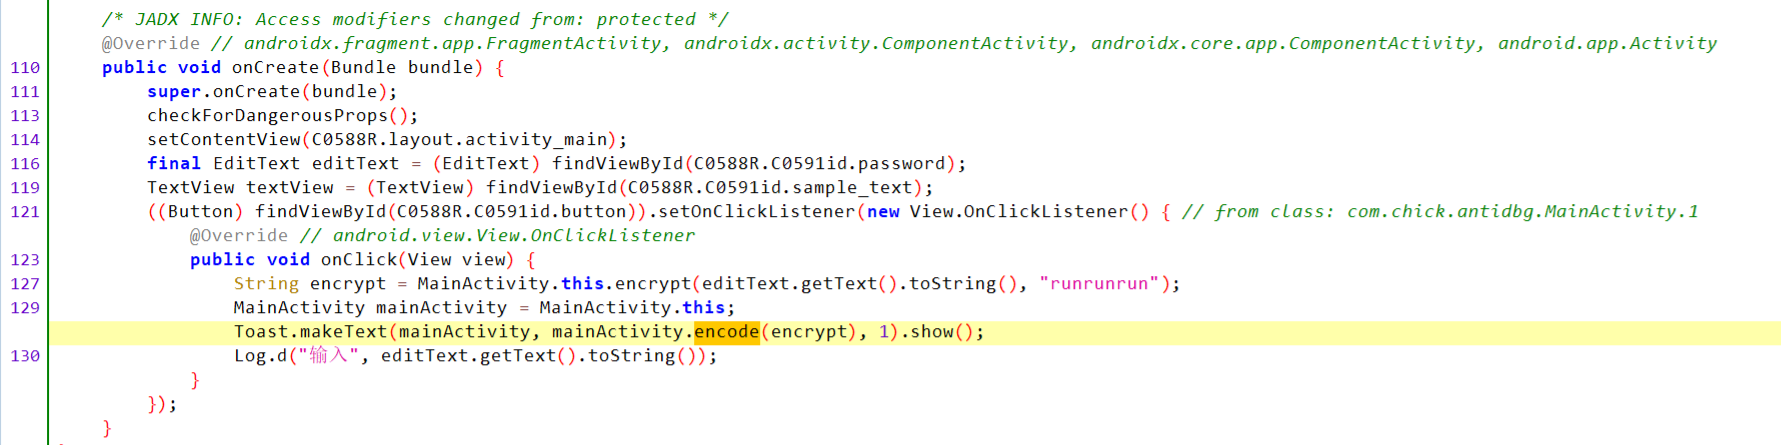 /* JADX INFO: Access modifiers changed from: protected */
@Override // androidx.fragment.app.FragmentActivity, androidx.activity.ComponentActivity, androidx.core.app.ComponentActivity, android.app.Activity
110 public void onCreate(Bundle bundle) {
111 super.onCreate(bundle);
113 checkForDangerousProps();
114 setContentView(C0588R.layout.activity_main);
116 final EditText editText = (EditText) findViewById(C0588R.C0591id.password);
119 TextView textView = (TextView) findViewById(C0588R.C0591id.sample_text);
121 ((Button) findViewById(C0588R.C0591id.button)).setOnClickListener(new View.OnClickListener() { // from class: com.chick.antidbg.MainActivity.1
@Override // android.view.View.OnClickListener
123 public void onClick(View view) {
127 String encrypt = MainActivity.this.encrypt(editText.getText().toString(), "runrunrun");
129 MainActivity mainActivity = MainActivity.this;
Toast.makeText(mainActivity, mainActivity.encode(encrypt), 1).show();
130 Log.d("输入", editText.getText().toString());
}
});
}